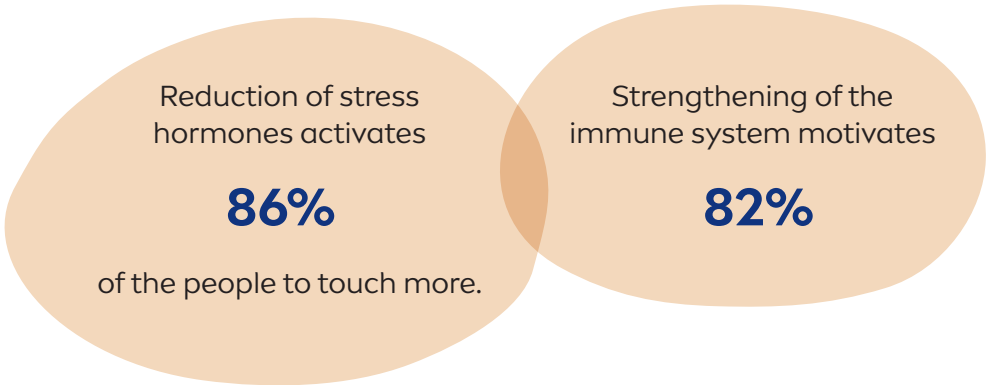 Reduction of stress
hormones activates
86%
of the people to touch more.
Strengthening of the
immune system motivates
82%